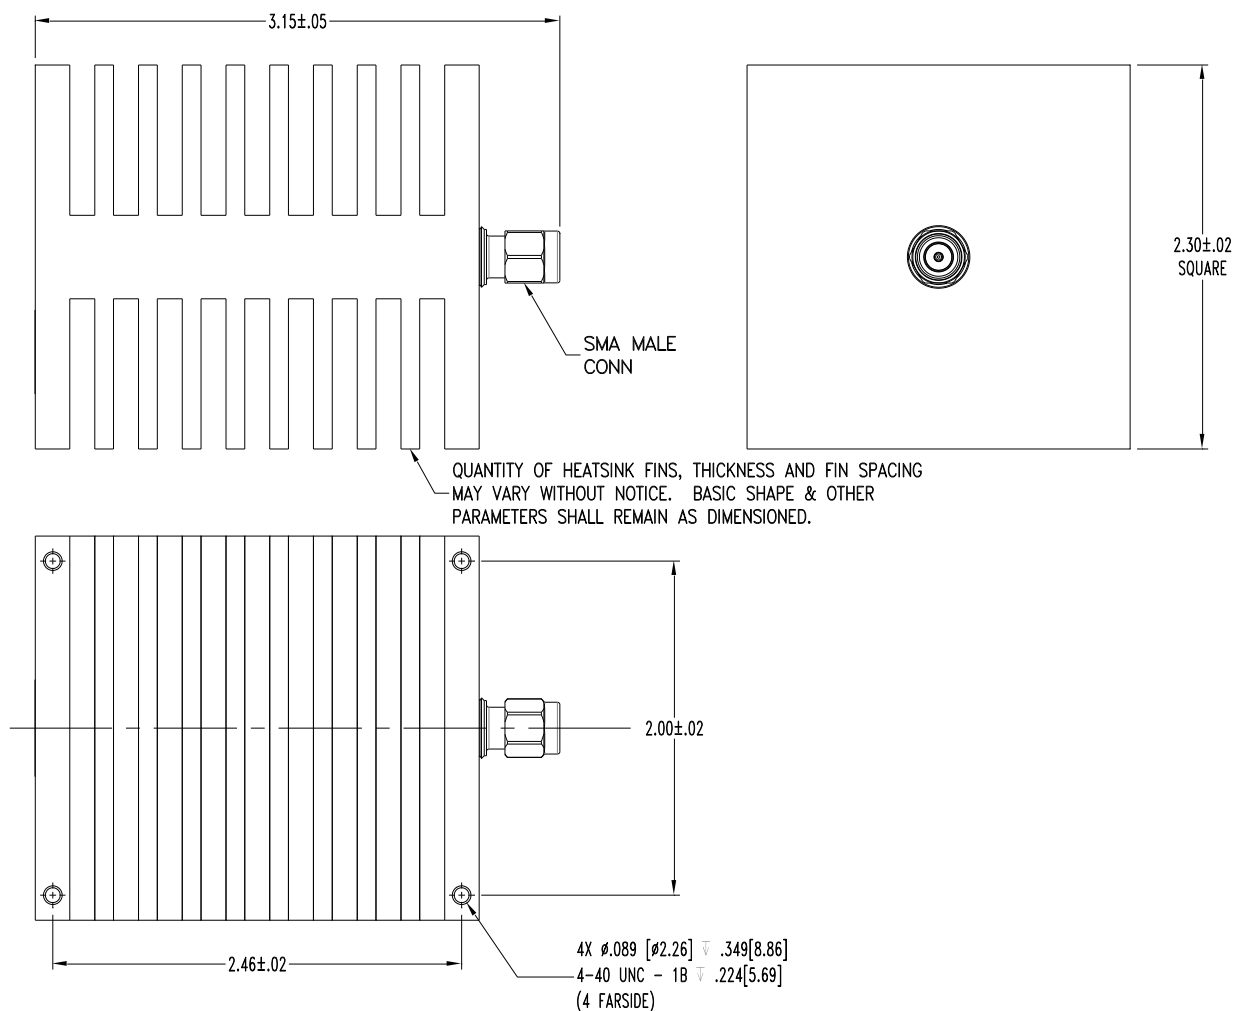 3.15±.05
2.30±.02
SQUARE
SMA MALE
CONN
QUANTITY OF HEATSINK FINS, THICKNESS AND FIN SPACING
MAY VARY WITHOUT NOTICE. BASIC SHAPE & OTHER
PARAMETERS SHALL REMAIN AS DIMENSIONED.
2.00±.02
2.46±.02
4X ø.089 [ø2.26] ↧ .349[8.86]
4-40 UNC - 1B ↧ .224[5.69]
(4 FARSIDE)